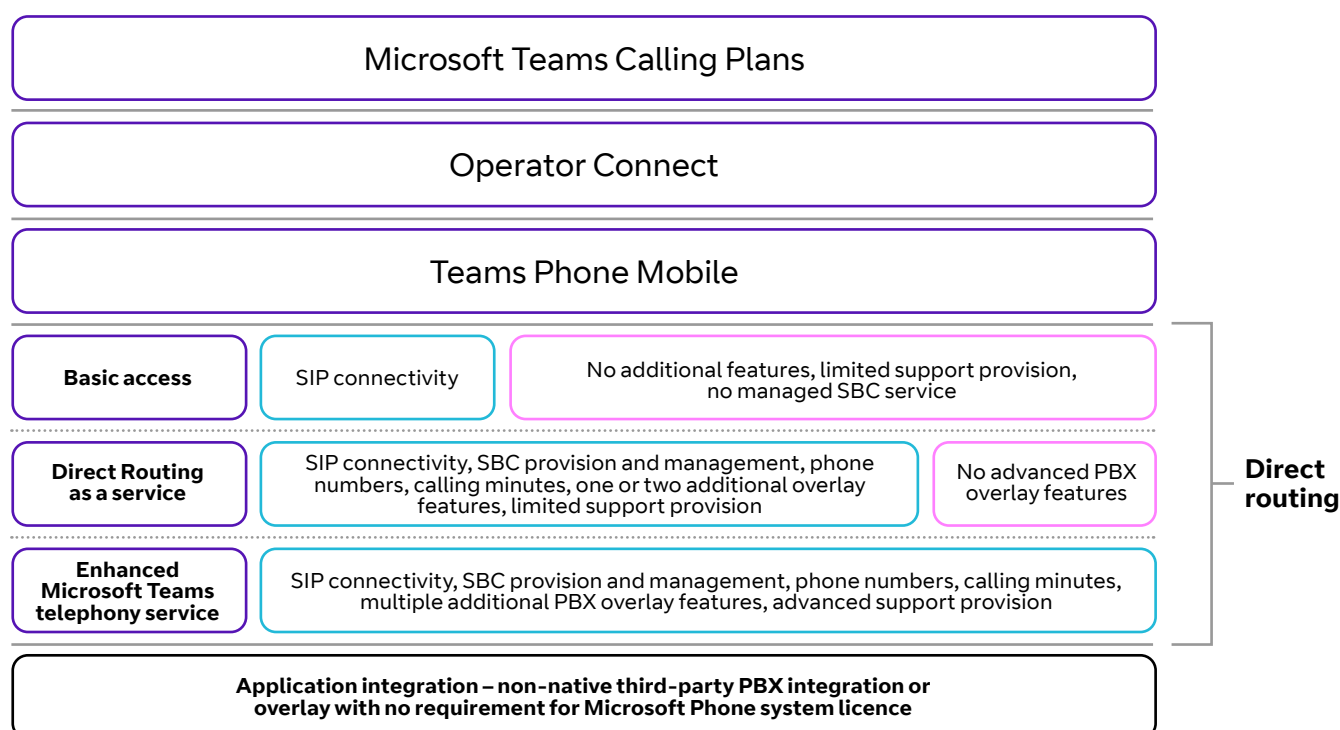 Microsoft Teams Calling Plans
Operator Connect
Teams Phone Mobile
Basic access
SIP connectivity
No additional features, limited support provision,
no managed SBC service
Direct Routing
as a service
SIP connectivity, SBC provision and management, phone
numbers, calling minutes, one or two additional overlay
features, limited support provision
No advanced PBX
overlay features
Enhanced
Microsoft Teams
telephony service
SIP connectivity, SBC provision and management, phone numbers, calling minutes,
multiple additional PBX overlay features, advanced support provision
Direct
routing
Application integration – non-native third-party PBX integration or
overlay with no requirement for Microsoft Phone system licence